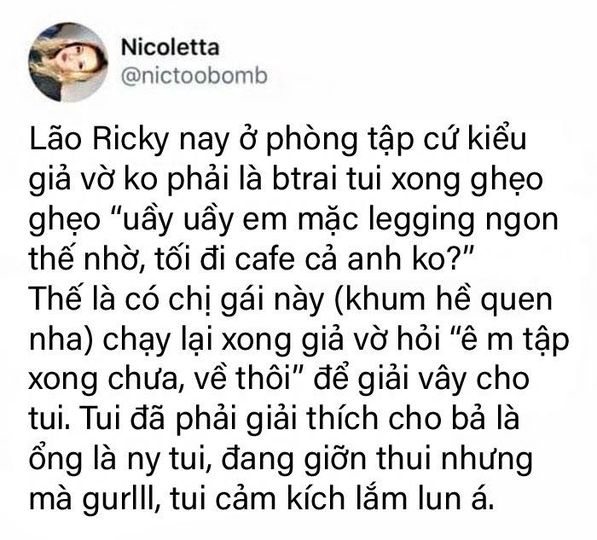 Nicoletta
@nictoobomb
Lão Ricky nay ở phòng tập cứ kiểu
giả vờ ko phải là btrai tui xong ghẹo
ghẹo “uầy uầy em mặc legging ngon
thế nhờ, tối đi cafe cả anh ko?”
Thế là có chị gái này (khum hề quen
nha) chạy lại xong giả vờ hỏi “ê m tập
xong chưa, về thôi” để giải vây cho
tui. Tui đã phải giải thích cho bả là
ổng là ny tui, đang giỡn thui nhưng
mà gurlll, tui cảm kích lắm lun á.